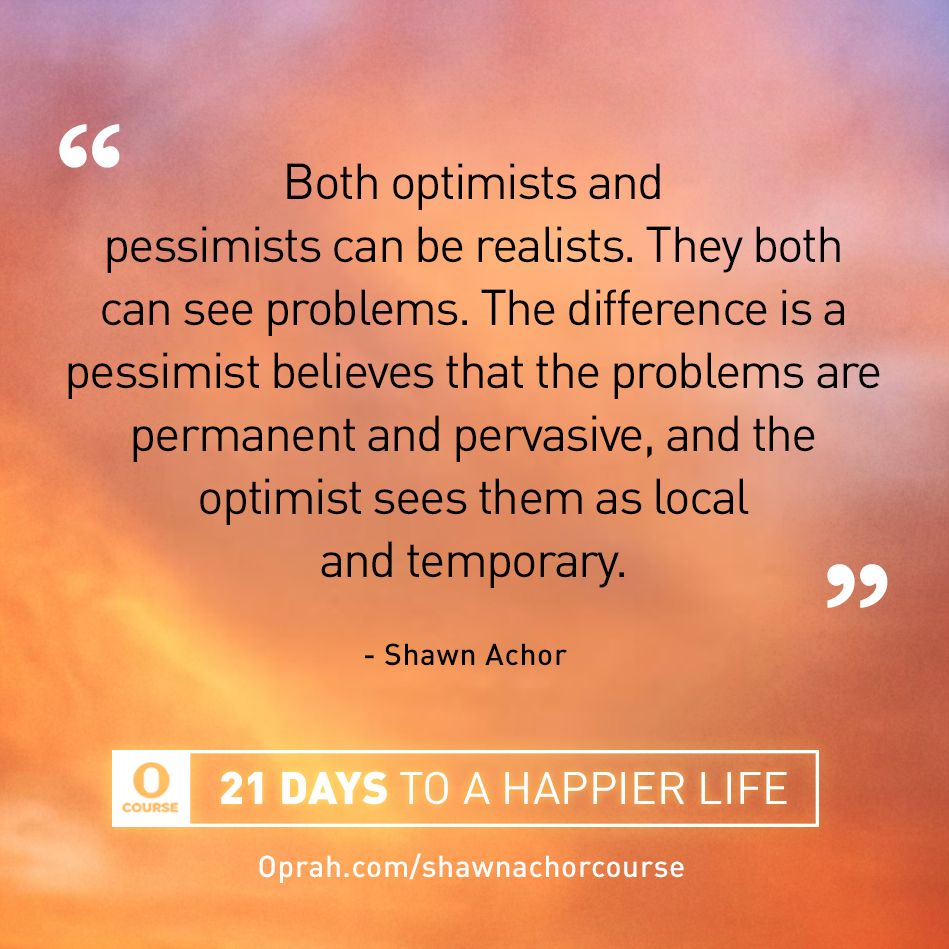 “
Both optimists and
pessimists can be realists. They both
can see problems. The difference is a
pessimist believes that the problems are
permanent and pervasive, and the
optimist sees them as local
and temporary.
”
- Shawn Achor
O
COURSE
21 DAYS TO A HAPPIER LIFE
Oprah.com/shawnachorcourse